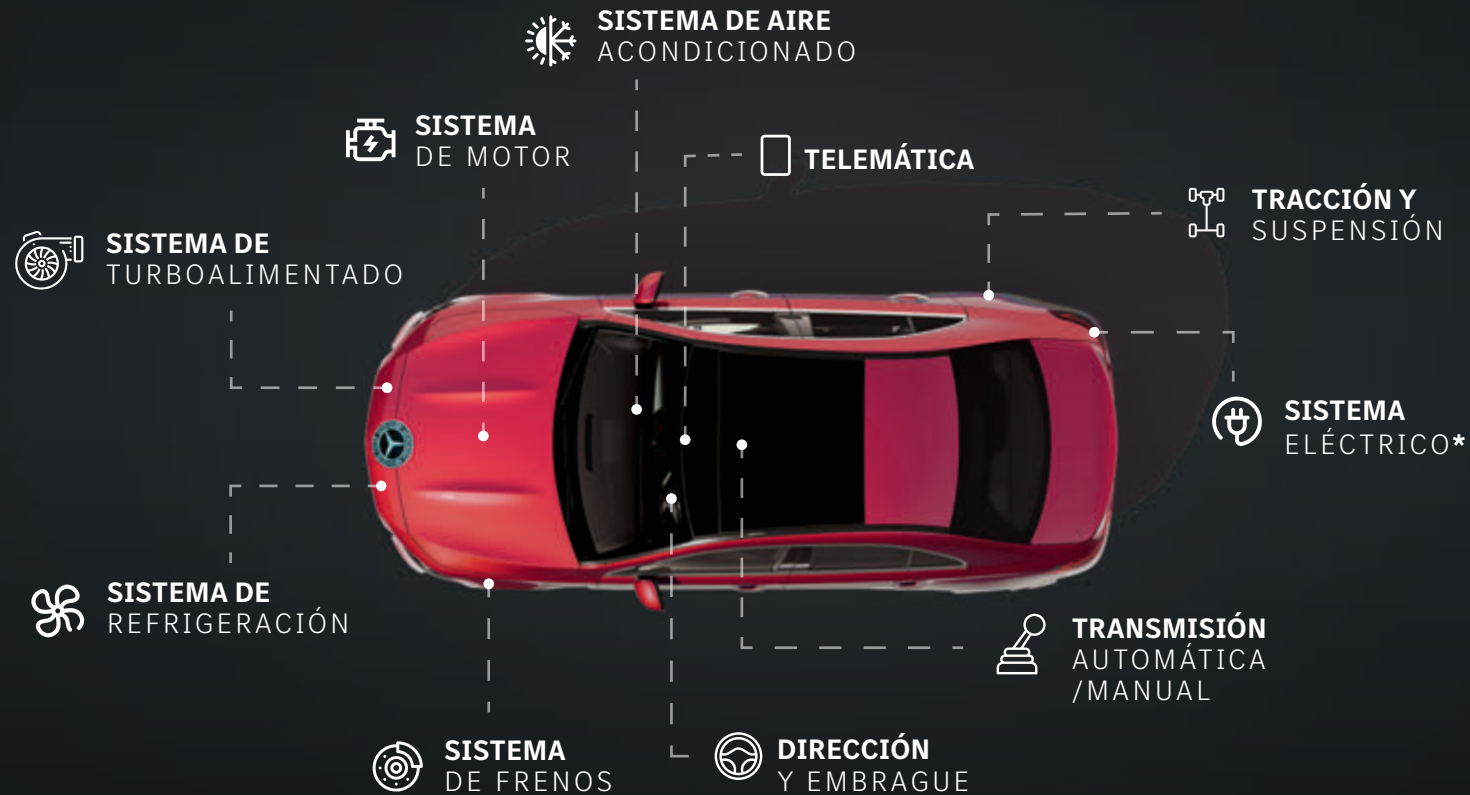 SISTEMA DE AIRE
ACONDICIONADO
SISTEMA
DE MOTOR
TELEMÁTICA
TRACCIÓN Y
SUSPENSIÓN
SISTEMA DE
TURBOALIMENTADO
SISTEMA
ELÉCTRICO*
SISTEMA DE
REFRIGERACIÓN
TRANSMISIÓN
AUTOMÁTICA
/MANUAL
SISTEMA
DE FRENOS
DIRECCIÓN
Y EMBRAGUE